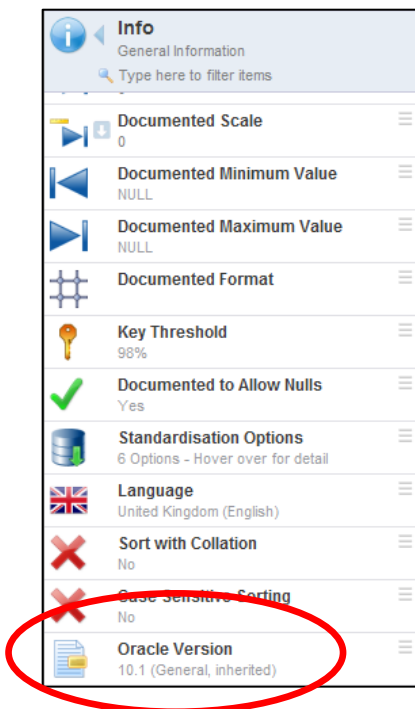 Info
General Information
Type here to filter items
Documented Scale
0
Documented Minimum Value
NULL
Documented Maximum Value
NULL
Documented Format
Key Threshold
98%
Documented to Allow Nulls
Yes
Standardisation Options
6 Options - Hover over for detail
Language
United Kingdom (English)
Sort with Collation
No
Case Sensitive Sorting
No
Oracle Version
10.1 (General, inherited)